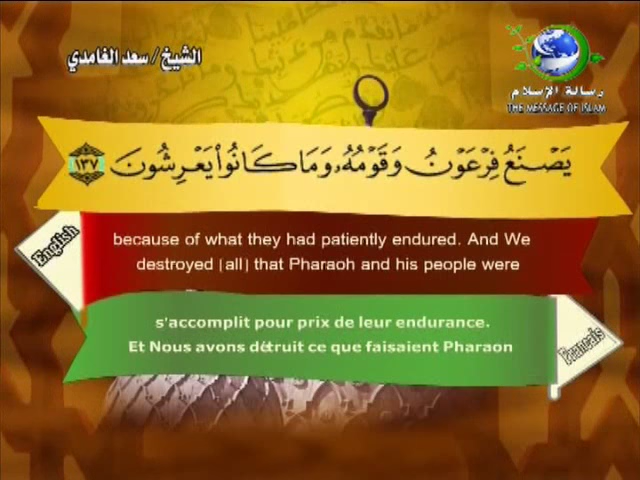 الشيخ / سعد الغامدي
رسالة الإسلام
THE MESSAGE OF ISLAM
يَصْنَعُ فِرْعَوْنُ وَقَوْمُهُۥ وَمَا كَانُوا۟ يَعْرِشُونَ ١٣٧
English
because of what they had patiently endured. And We
destroyed [all] that Pharaoh and his people were
s'accomplit pour prix de leur endurance.
Et Nous avons détruit ce que faisaient Pharaon
Francais